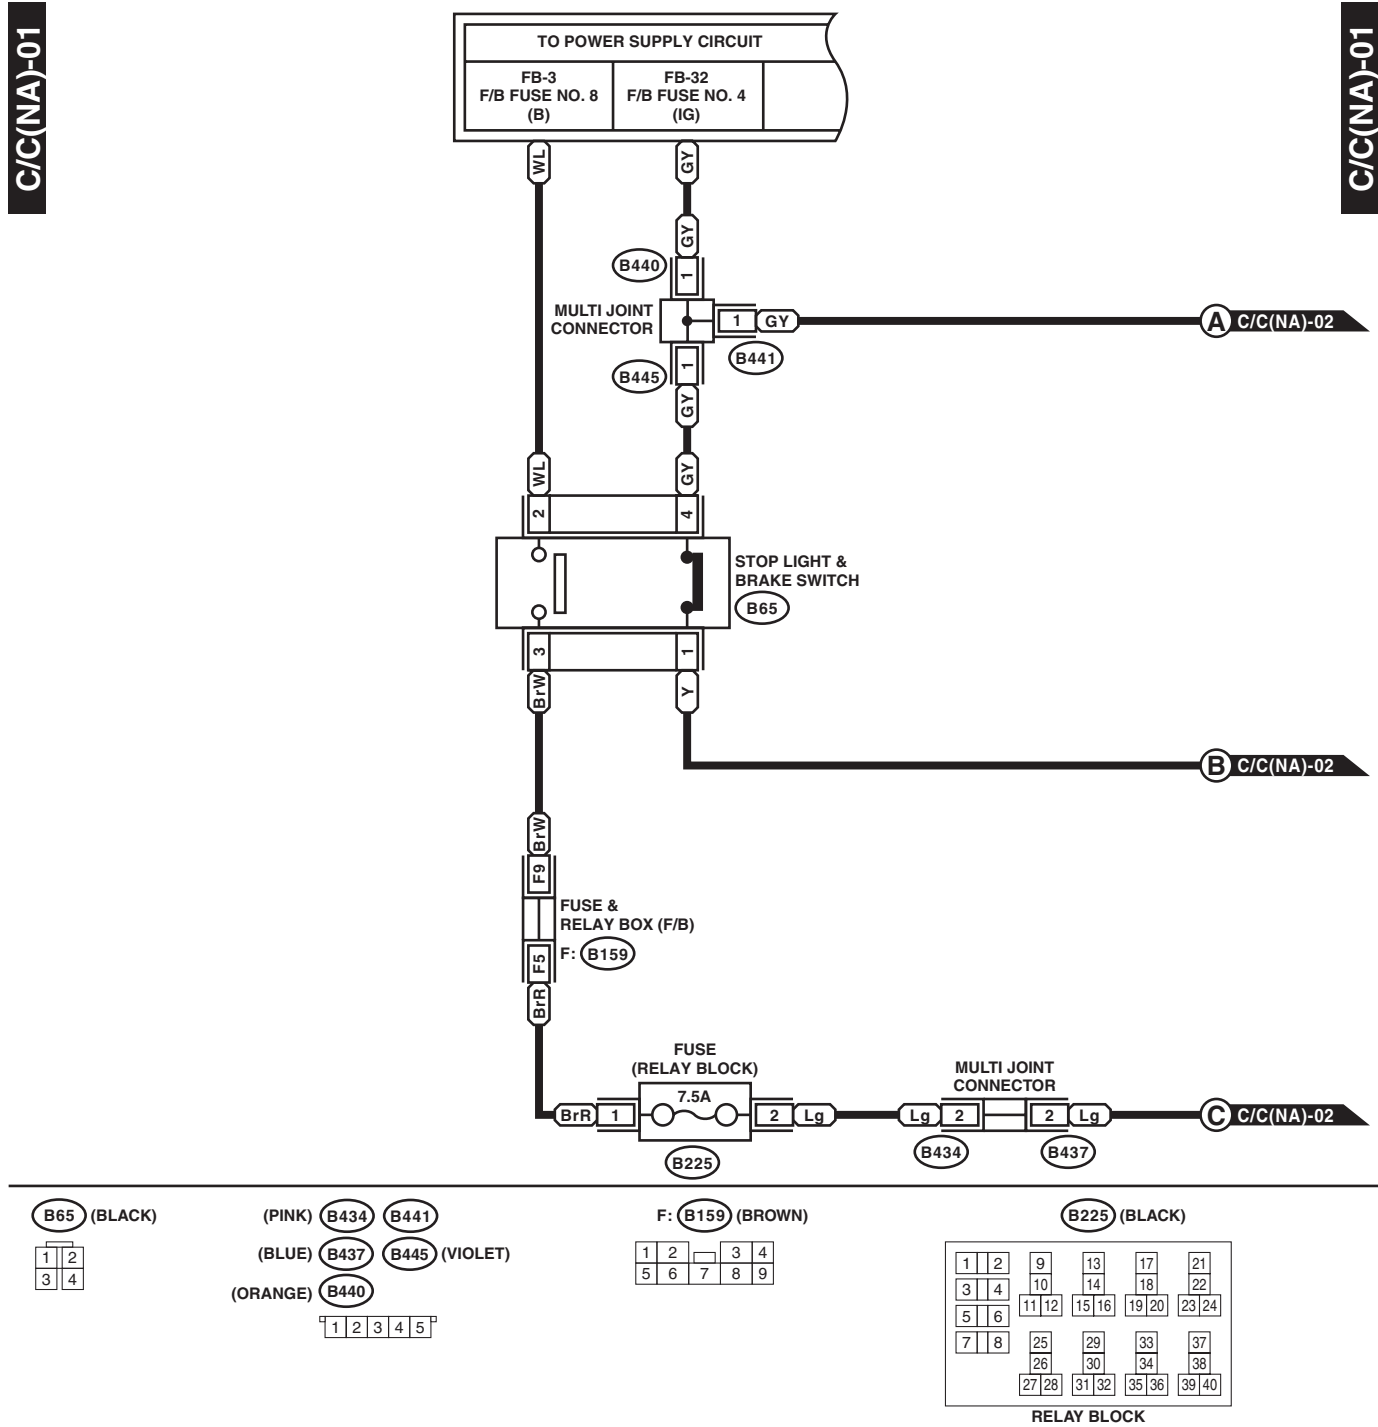 C/C(NA)-01
C/C(NA)-01
TO POWER SUPPLY CIRCUIT
FB-3
F/B FUSE NO. 8
(B)
FB-32
F/B FUSE NO. 4
(IG)
WL
GY
GY
B440
1
MULTI JOINT
CONNECTOR
1
GY
A
C/C(NA)-02
B441
B445
1
GY
WL
GY
2
4
STOP LIGHT &
BRAKE SWITCH
B65
3
1
BrW
Y
B
C/C(NA)-02
BrW
F9
FUSE &
RELAY BOX (F/B)
F: B159
F5
BrR
FUSE
(RELAY BLOCK)
7.5A
BrR
1
2
Lg
B225
MULTI JOINT
CONNECTOR
Lg
2
2
Lg
B434
B437
C
C/C(NA)-02
B65 (BLACK)
1 2
3 4
(PINK) B434 B441
(BLUE) B437 B445 (VIOLET)
(ORANGE) B440
1 2 3 4 5
F: B159 (BROWN)
1 2 3 4
5 6 7 8 9
B225 (BLACK)
1 2 9 13 17 21
3 4 10 14 18 22
11 12 15 16 19 20 23 24
5 6
7 8 25 29 33 37
26 30 34 38
27 28 31 32 35 36 39 40
RELAY BLOCK